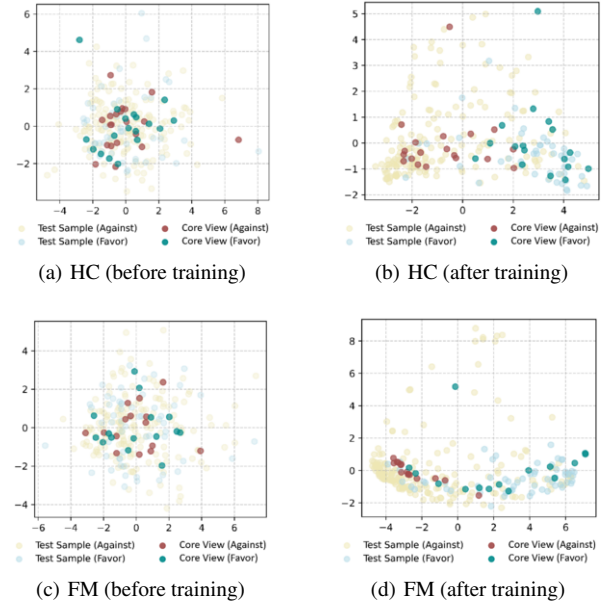 6
4
2
0
−2
−4 −2 0 2 4 6 8
Test Sample (Against) Core View (Against)
Test Sample (Favor) Core View (Favor)
(a) HC (before training)
5
4
3
2
1
0
−1
−2
−2 0 2 4
Test Sample (Against) Core View (Against)
Test Sample (Favor) Core View (Favor)
(b) HC (after training)
4
2
0
−2
−4
−6 −4 −2 0 2 4 6
Test Sample (Against) Core View (Against)
Test Sample (Favor) Core View (Favor)
(c) FM (before training)
8
6
4
2
0
−2
−4 −2 0 2 4 6
Test Sample (Against) Core View (Against)
Test Sample (Favor) Core View (Favor)
(d) FM (after training)